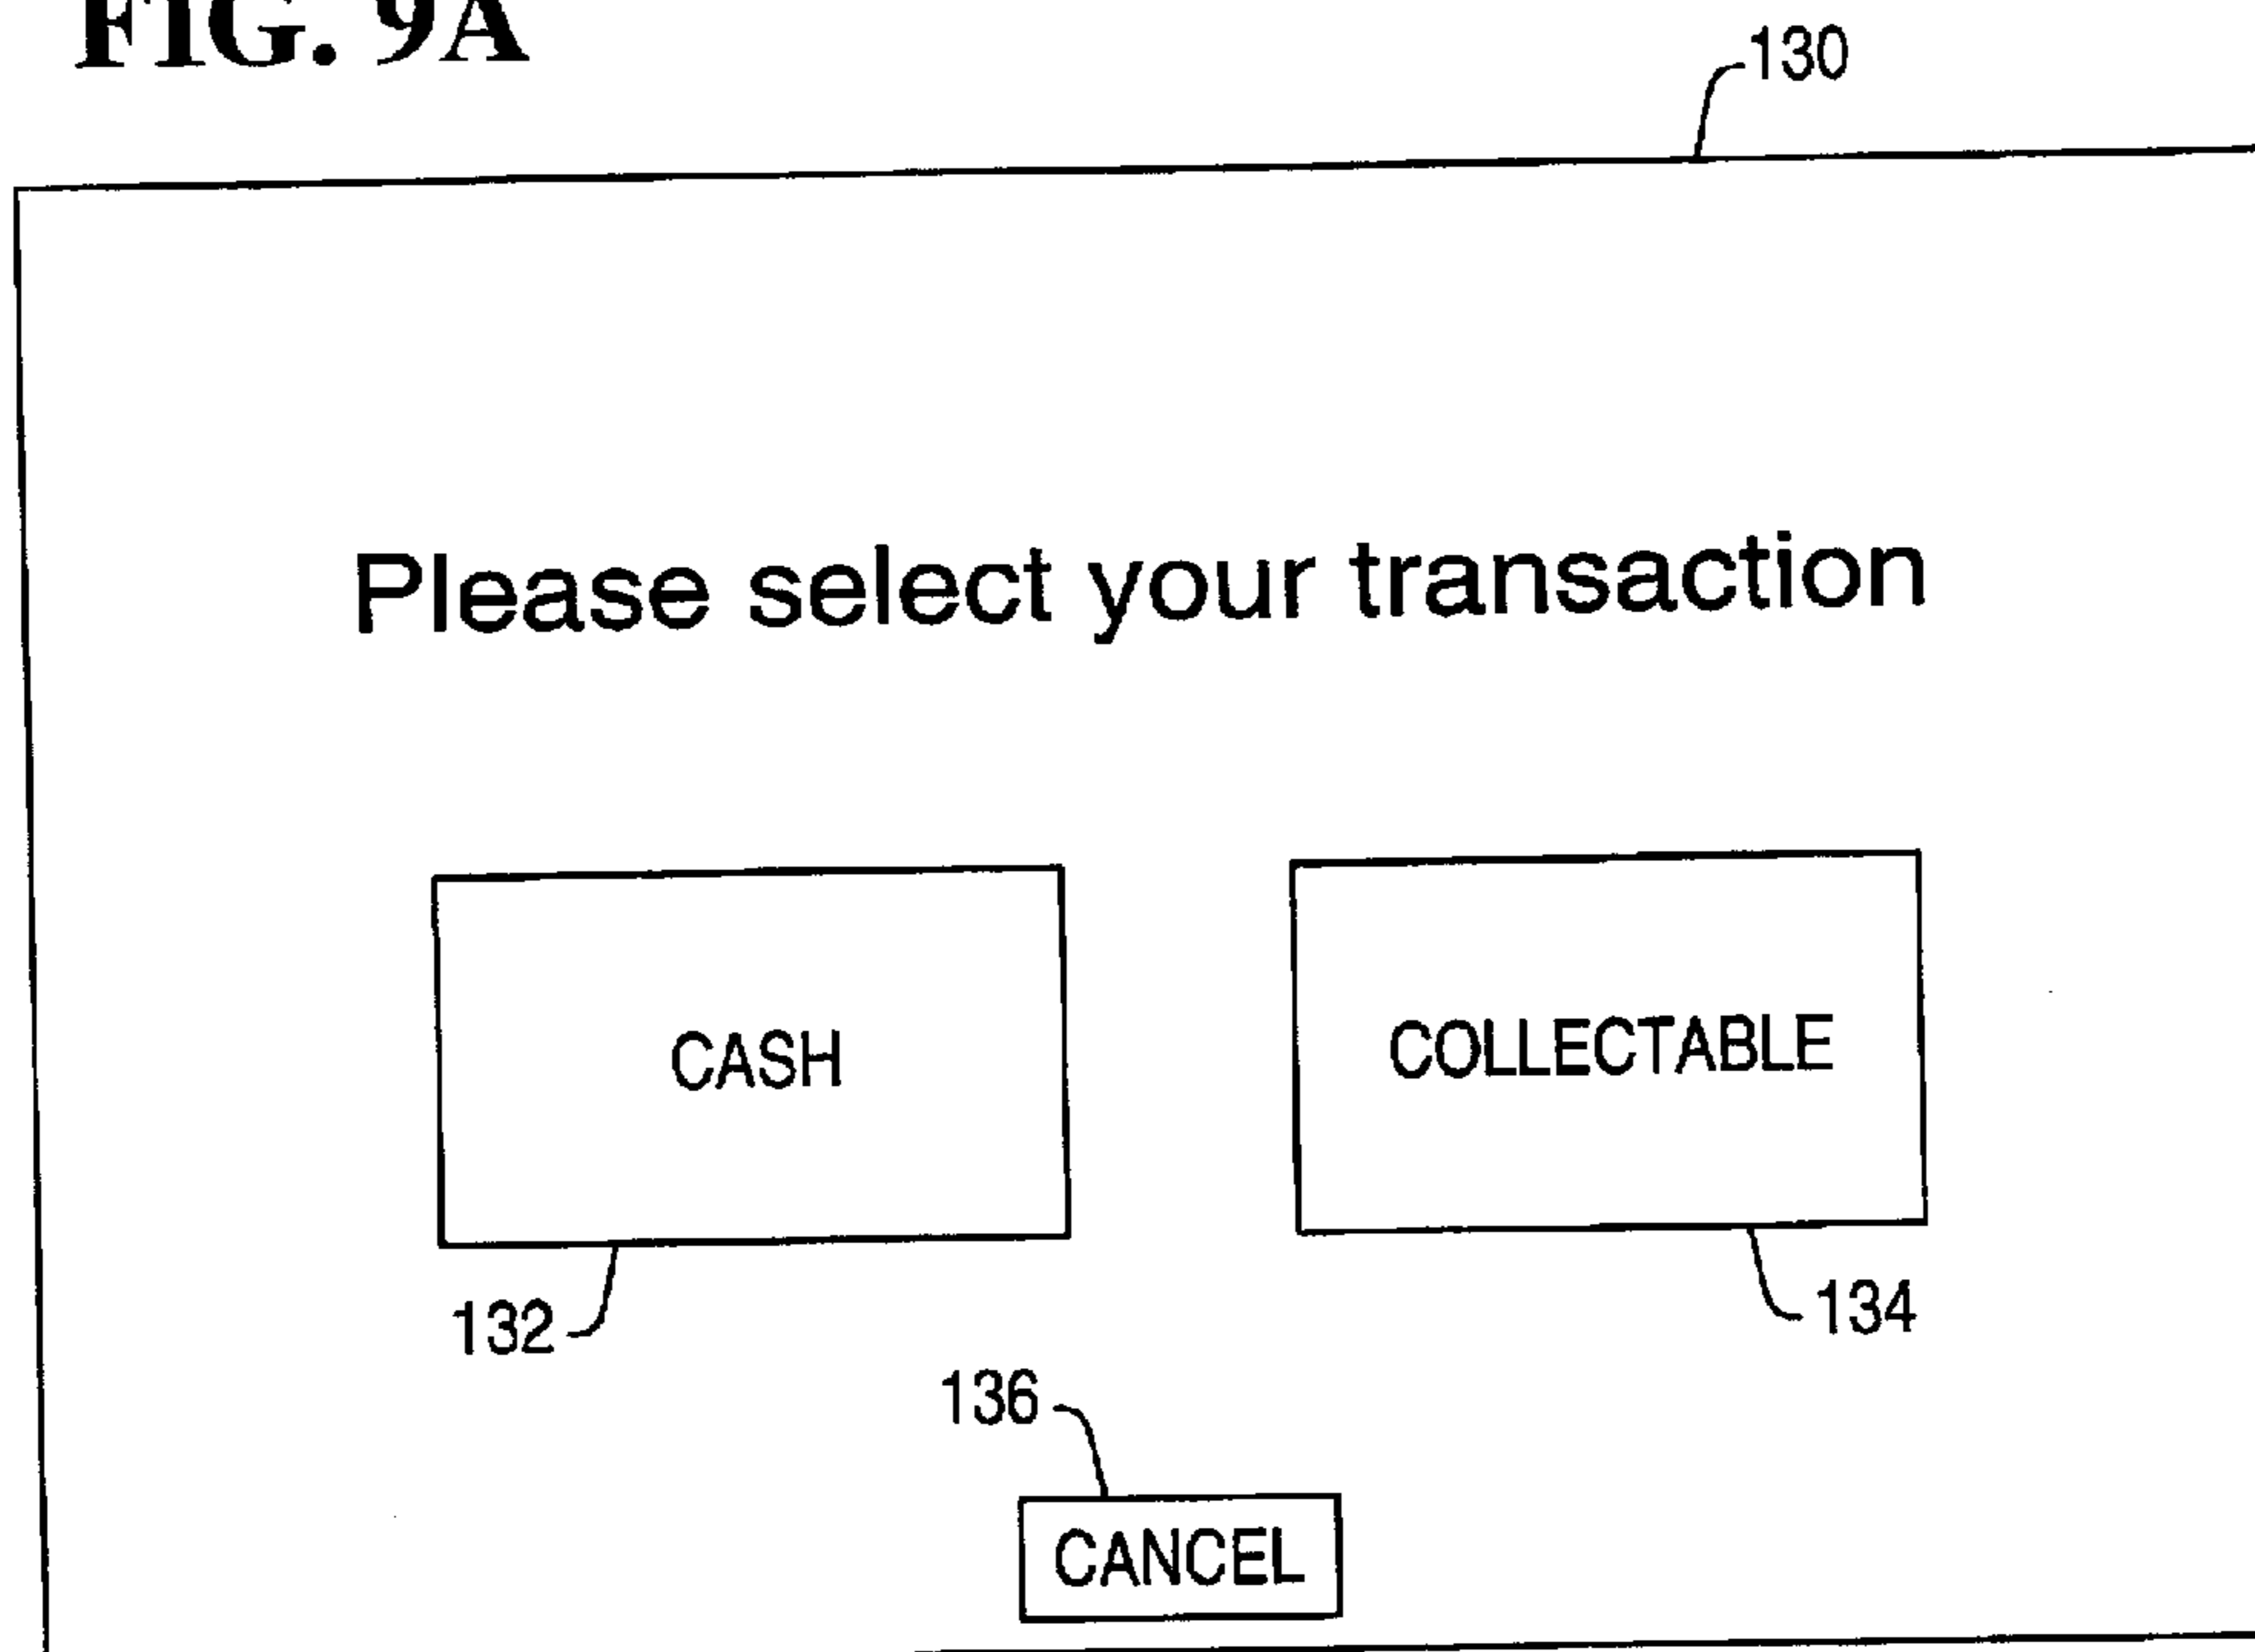 FIG. 9A
130
Please select your transaction
CASH
COLLECTABLE
132
134
136
CANCEL